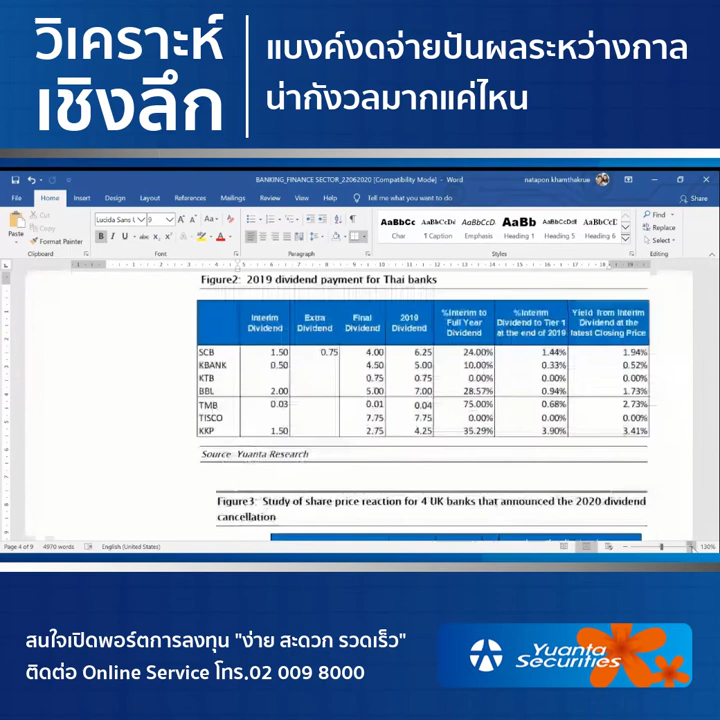 วิเคราะห์
เชิงลึก
แบงค์งดจ่ายปันผลระหว่างกาล
น่ากังวลมากแค่ไหน
BANKING_FINANCE SECTOR_22062020 [Compatibility Mode] - Word
natapon khamthakrue
File Home Insert Design Layout References Mailings Review View Help Tell me what you want to do Share
Paste
Cut
Copy
Format Painter
Clipboard
Lucida Sans U 9
Font
Paragraph
AaBbCc AaBbCcDd AaBbCcD. AaBb AaBbCcDdE AaBbCcE
Char 1 Caption Emphasis Heading 1 Heading 5 Heading 6
Styles
Find
Replace
Select
Editing
Figure2: 2019 dividend payment for Thai banks
Interim Dividend Extra Dividend Final Dividend 2019 Dividend %Interim to Full Year Dividend %Interim Dividend to Tier 1 at the end of 2019 Yield from Interim Dividend at the latest Closing Price
SCB 1.50 0.75 4.00 6.25 24.00% 1.44% 1.94%
KBANK 0.50 4.50 5.00 10.00% 0.33% 0.52%
KTB 0.75 0.75 0.00% 0.00% 0.00%
BBL 2.00 5.00 7.00 28.57% 0.94% 1.73%
TMB 0.03 0.01 0.04 75.00% 0.68% 2.73%
TISCO 7.75 7.75 0.00% 0.00% 0.00%
KKP 1.50 2.75 4.25 35.29% 3.90% 3.41%
Source: Yuanta Research
Figure3: Study of share price reaction for 4 UK banks that announced the 2020 dividend
cancellation
Page 4 of 9 4970 words English (United States) 130%
สนใจเปิดพอร์ตการลงทุน "ง่าย สะดวก รวดเร็ว"
ติดต่อ Online Service โทร.02 009 8000
Yuanta
Securities